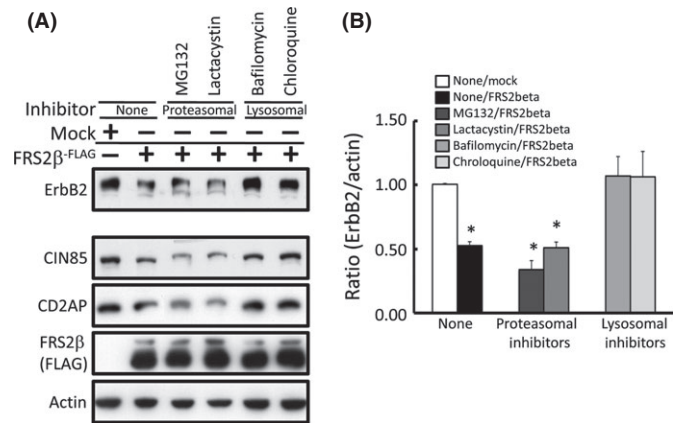 (A)
MG132
Lactacystin
Bafilomycin
Chloroquine
Inhibitor None Proteasomal Lysosomal
Mock + − − − − −
FRS2β-FLAG − + + + + +
ErbB2
CIN85
CD2AP
FRS2β
(FLAG)
Actin
(B)
None/mock
None/FRS2beta
MG132/FRS2beta
Lactacystin/FRS2beta
Bafilomycin/FRS2beta
Chroloquine/FRS2beta
Ratio (ErbB2/actin)
1.50
1.00
0.50
0.00
* * *
None Proteasomal Lysosomal
inhibitors inhibitors